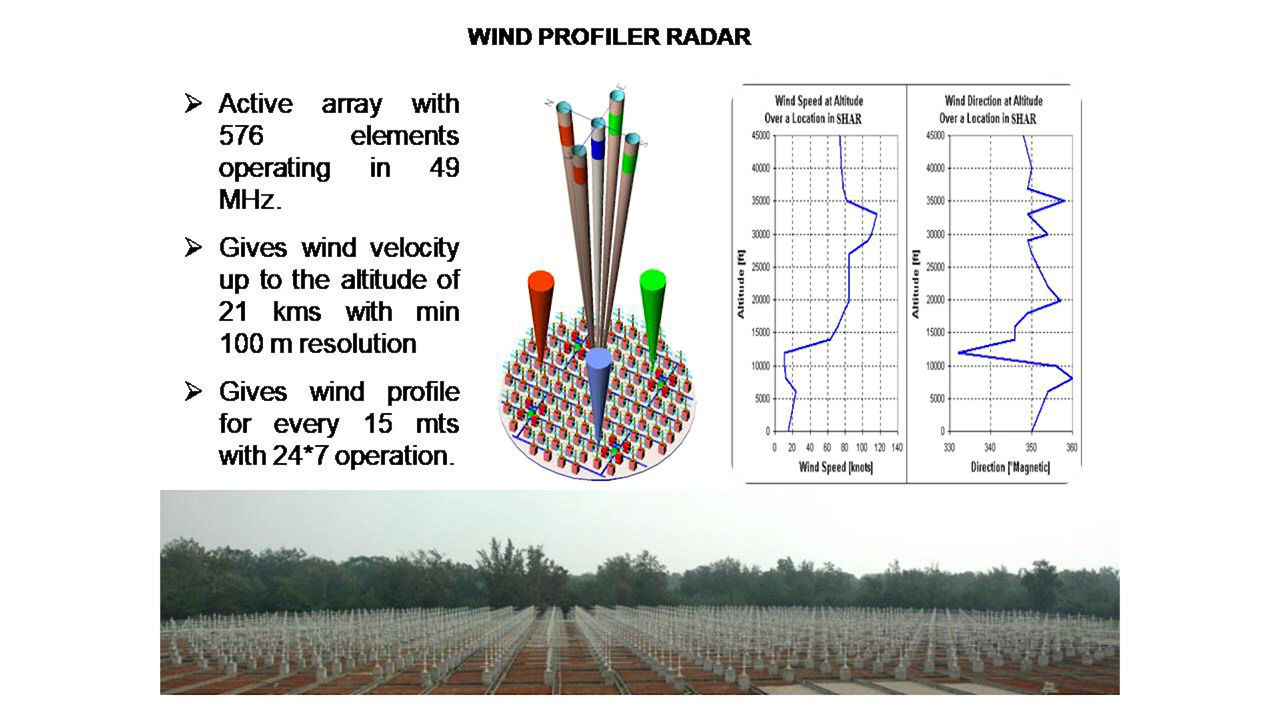 WIND PROFILER RADAR
➢ Active array with
576 elements
operating in 49
MHz.
➢ Gives wind velocity
up to the altitude of
21 kms with min
100 m resolution
➢ Gives wind profile
for every 15 mts
with 24*7 operation.
N
E
S
Wind Speed at Altitude
Over a Location in SHAR
45000
40000
35000
30000
25000
20000
15000
10000
5000
0
Altitude [ft]
0 20 40 60 80 100 120 140
Wind Speed [knots]
Wind Direction at Altitude
Over a Location in SHAR
45000
40000
35000
30000
25000
20000
15000
10000
5000
0
Altitude [ft]
330 340 350 360
Direction [°Magnetic]